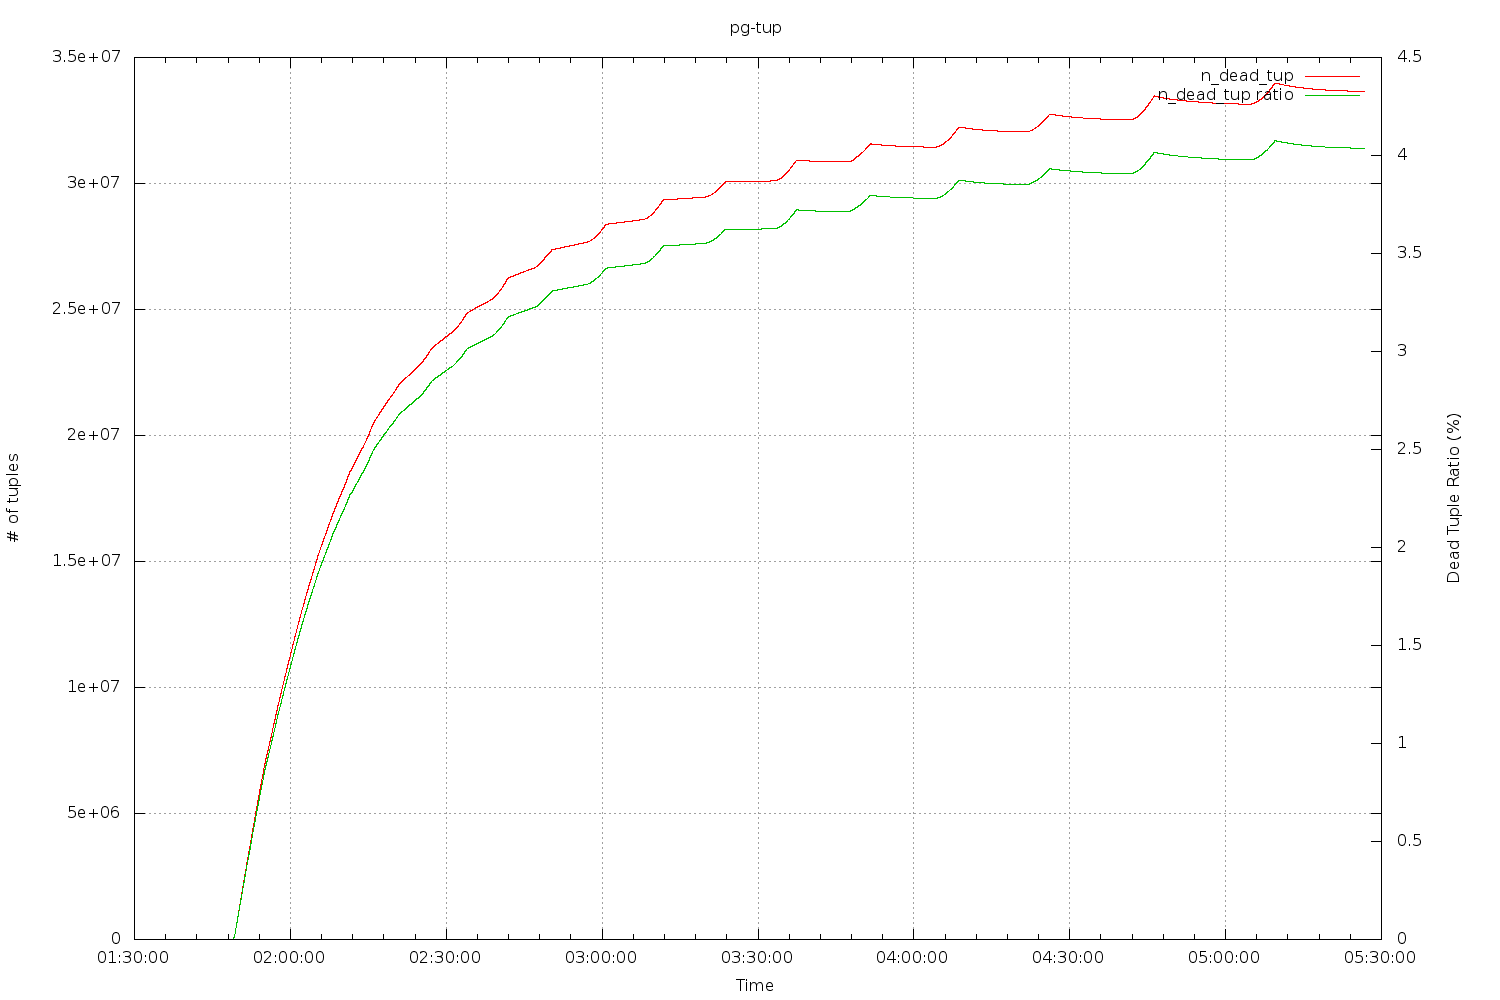 pg-tup
n_dead_tup
n_dead_tup ratio
3.5e+07
3e+07
2.5e+07
2e+07
1.5e+07
1e+07
5e+06
0
# of tuples
4.5
4
3.5
3
2.5
2
1.5
1
0.5
0
Dead Tuple Ratio (%)
01:30:00 02:00:00 02:30:00 03:00:00 03:30:00 04:00:00 04:30:00 05:00:00 05:30:00
Time